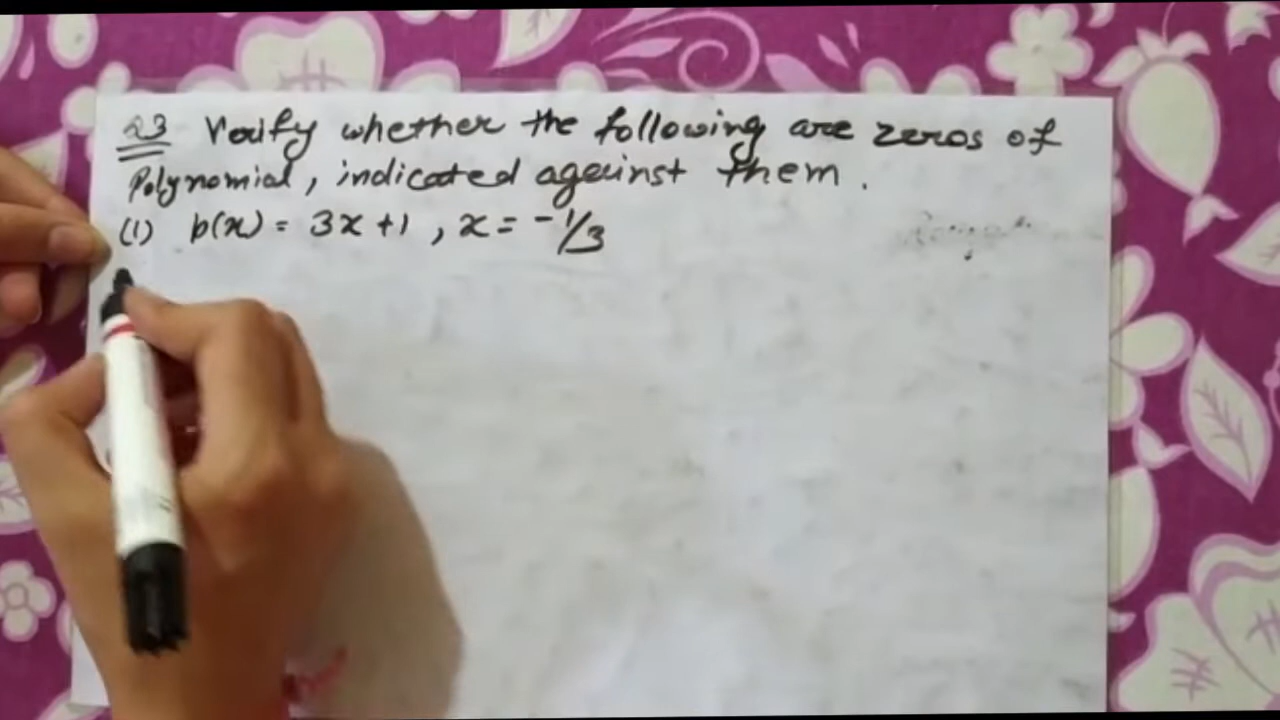 Q3 Verify whether the following are zeros of
Polynomial, indicated against them.
(1) p(x) = 3x+1, x = -1/3